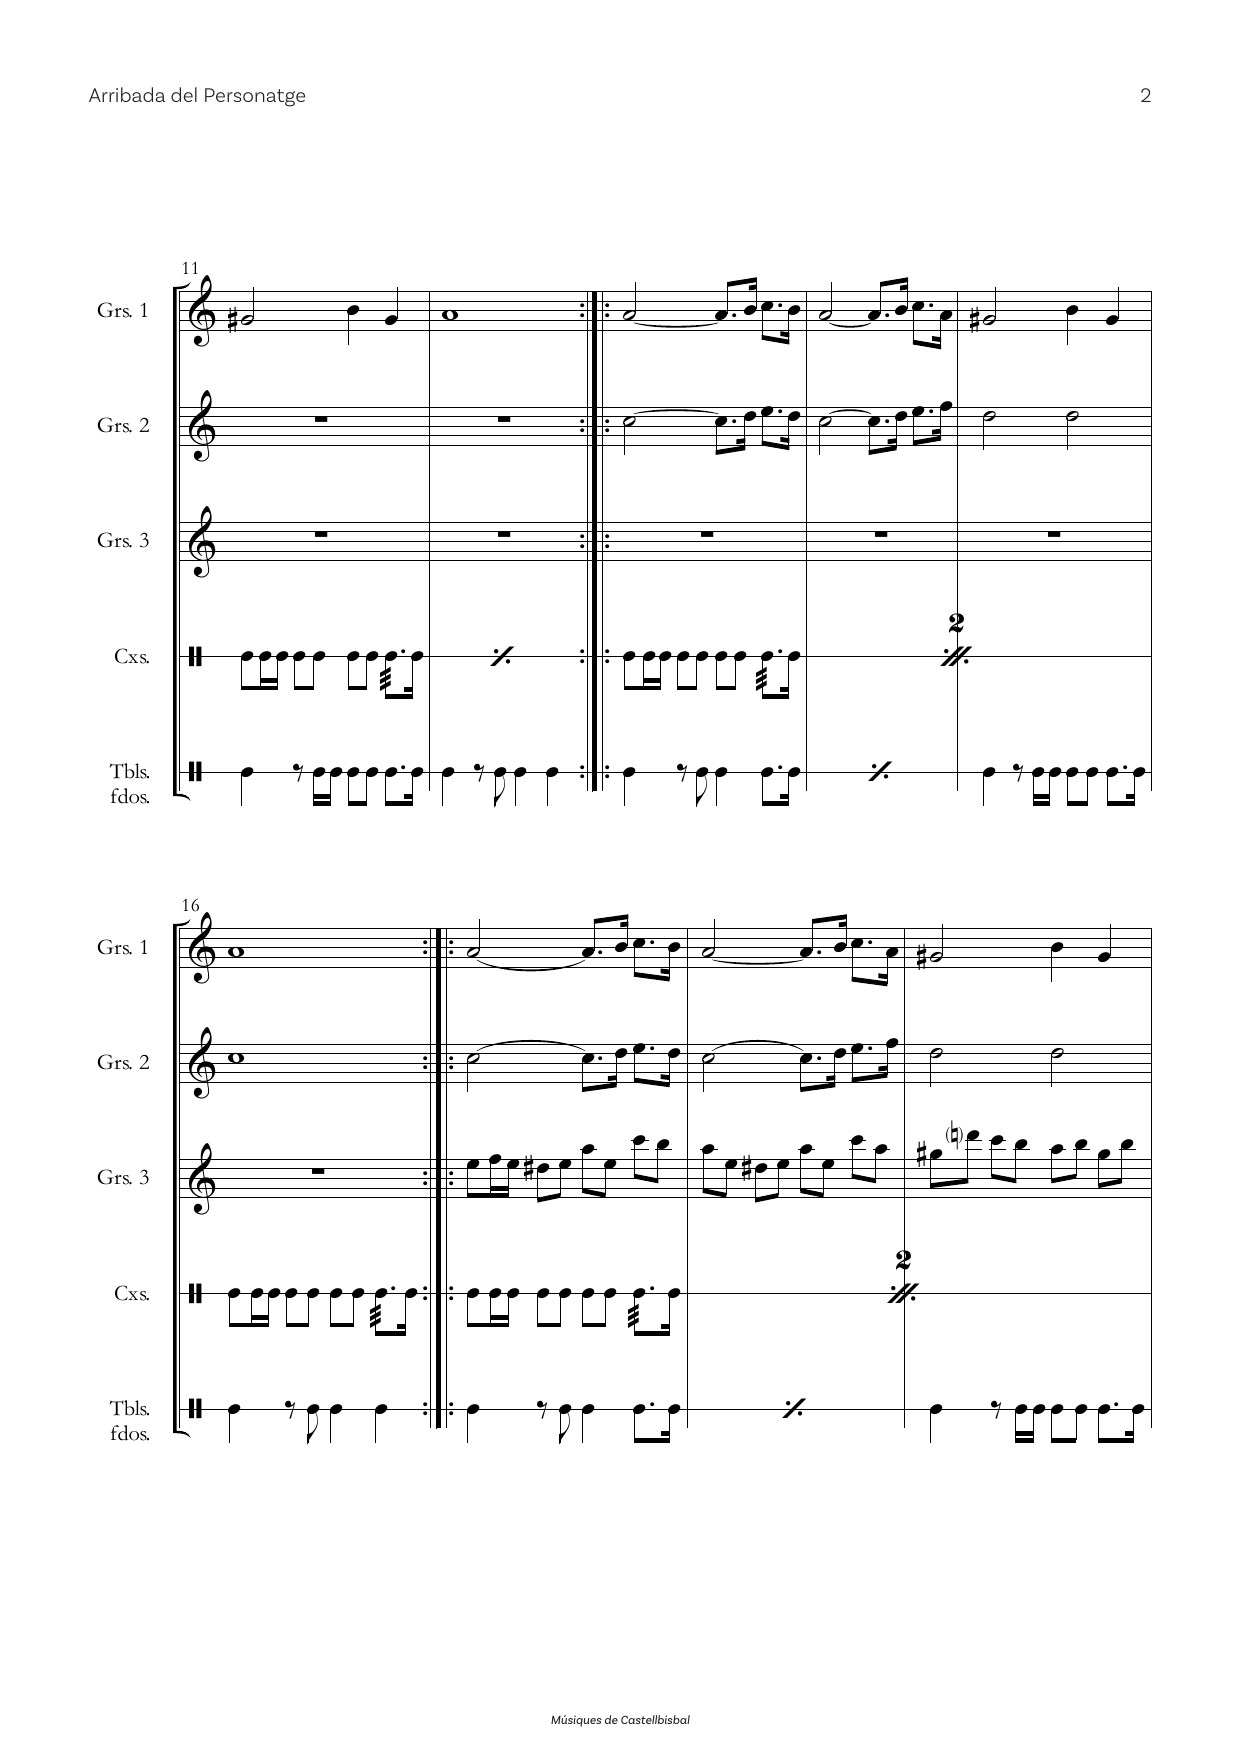 Arribada del Personatge 2
11
Grs. 1
Grs. 2
Grs. 3
2
Cxs.
Tbls.
fdos.
16
Grs. 1
Grs. 2
Grs. 3
2
Cxs.
Tbls.
fdos.
Músiques de Castellbisbal